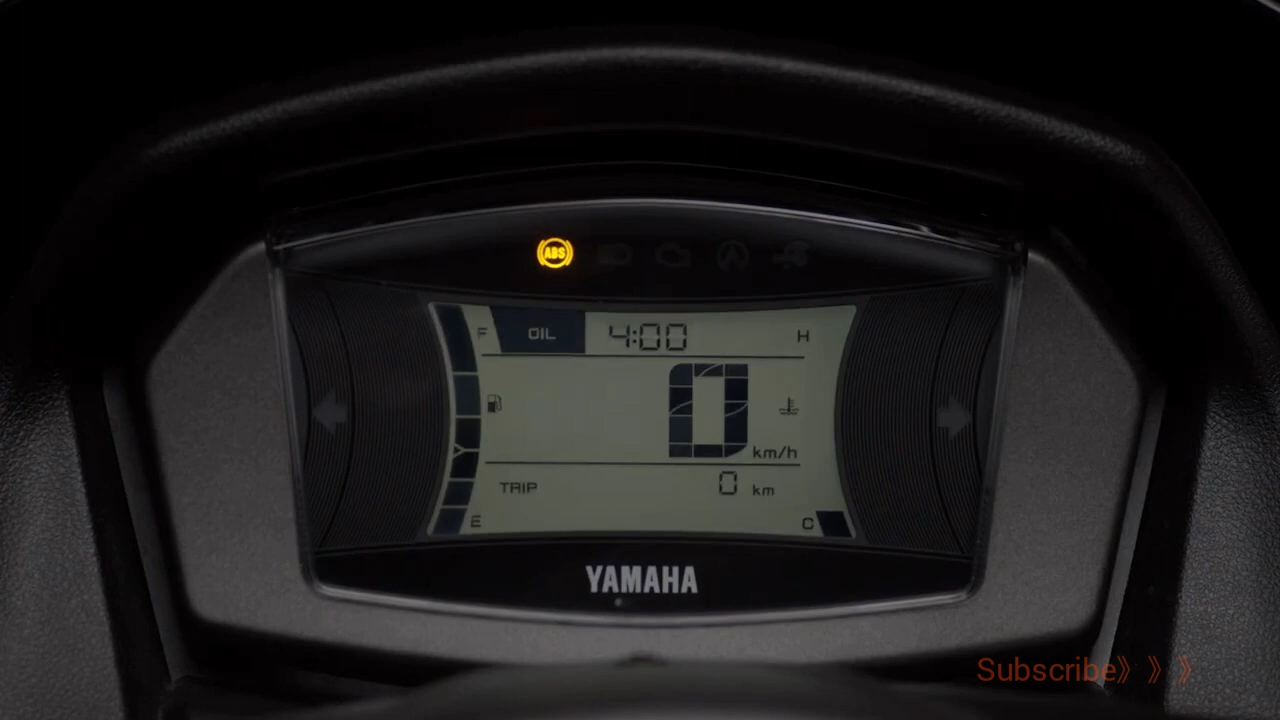 ABS
F OIL 4:00 H
0 km/h
TRIP 0 km
E C
YAMAHA
Subscribe》》》